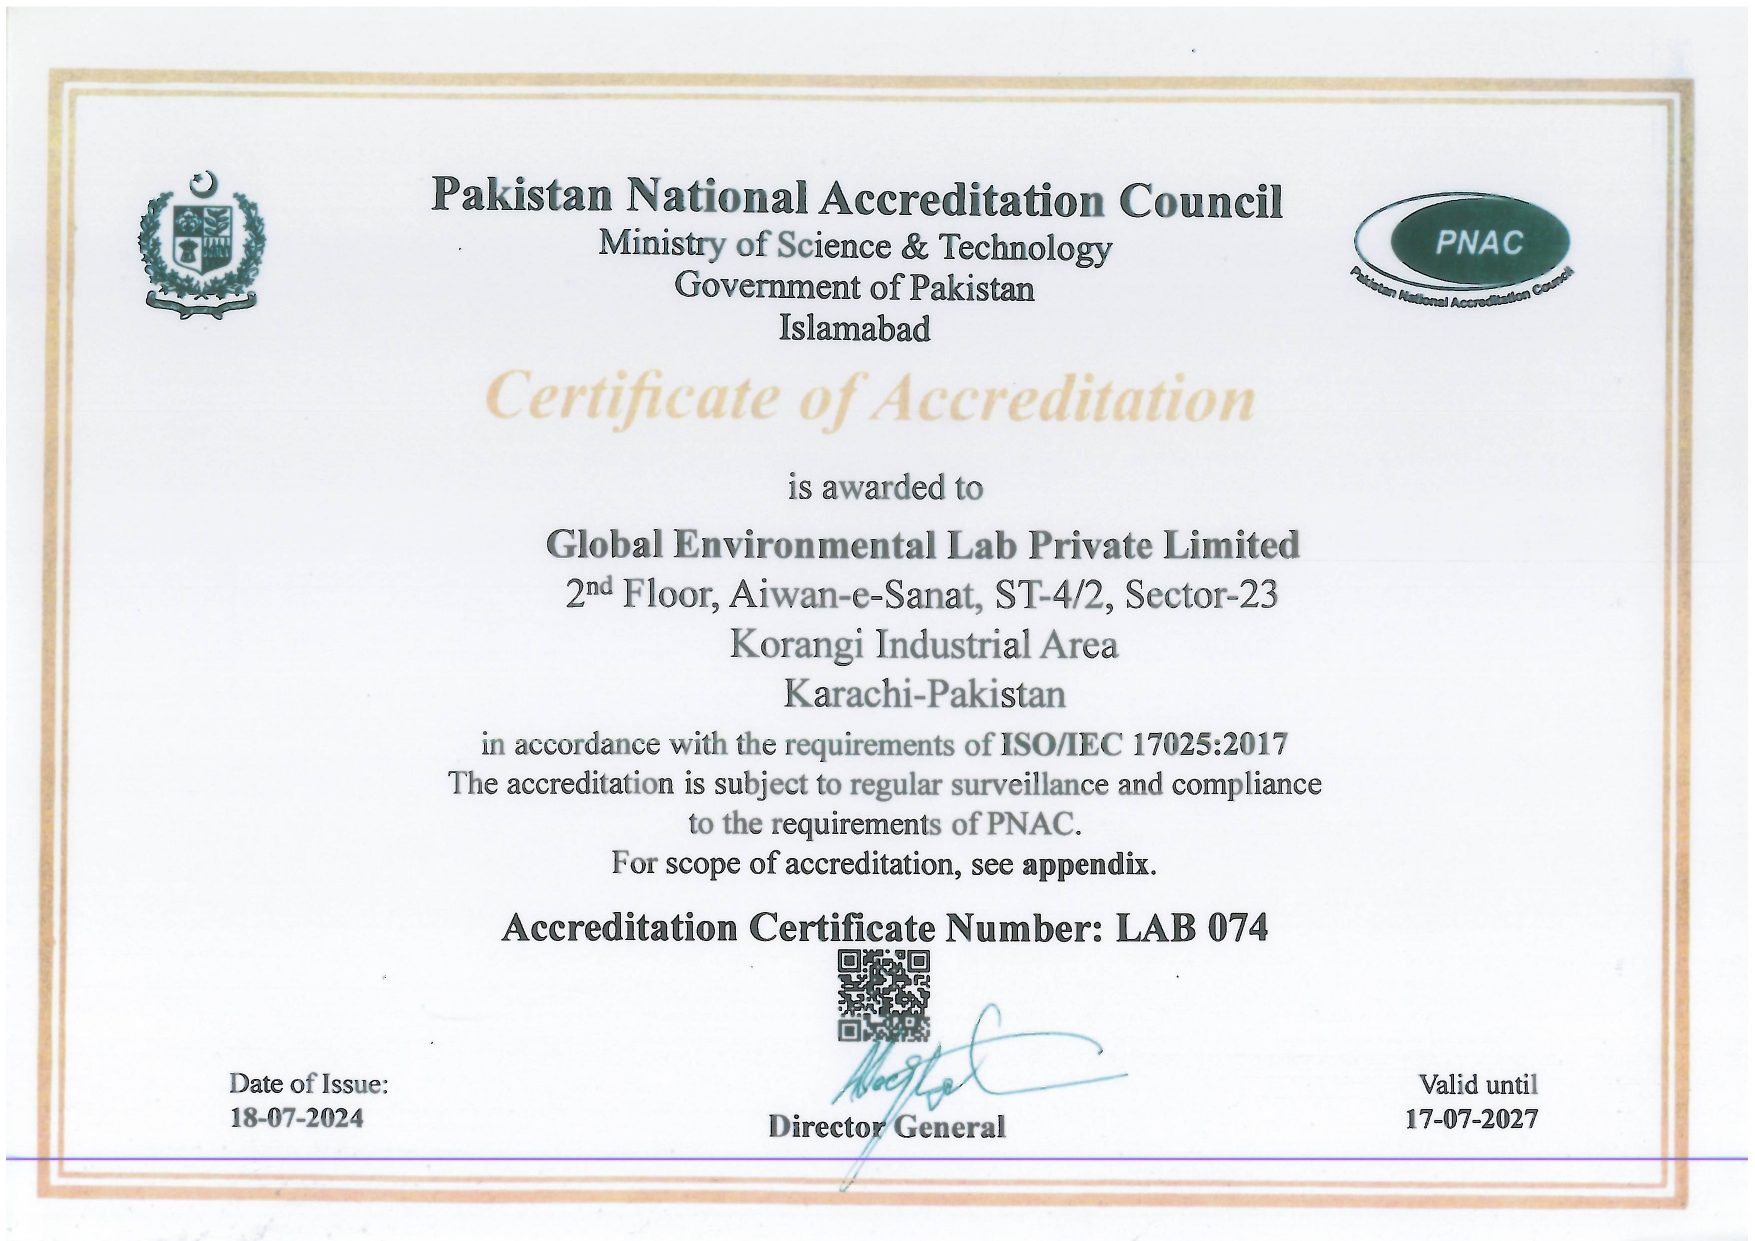 Pakistan National Accreditation Council
Ministry of Science & Technology
Government of Pakistan
Islamabad
PNAC
Pakistan National Accreditation Council
Certificate of Accreditation
is awarded to
Global Environmental Lab Private Limited
2nd Floor, Aiwan-e-Sanat, ST-4/2, Sector-23
Korangi Industrial Area
Karachi-Pakistan
in accordance with the requirements of ISO/IEC 17025:2017
The accreditation is subject to regular surveillance and compliance
to the requirements of PNAC.
For scope of accreditation, see appendix.
Accreditation Certificate Number: LAB 074
Date of Issue:
18-07-2024
Director General
Valid until
17-07-2027